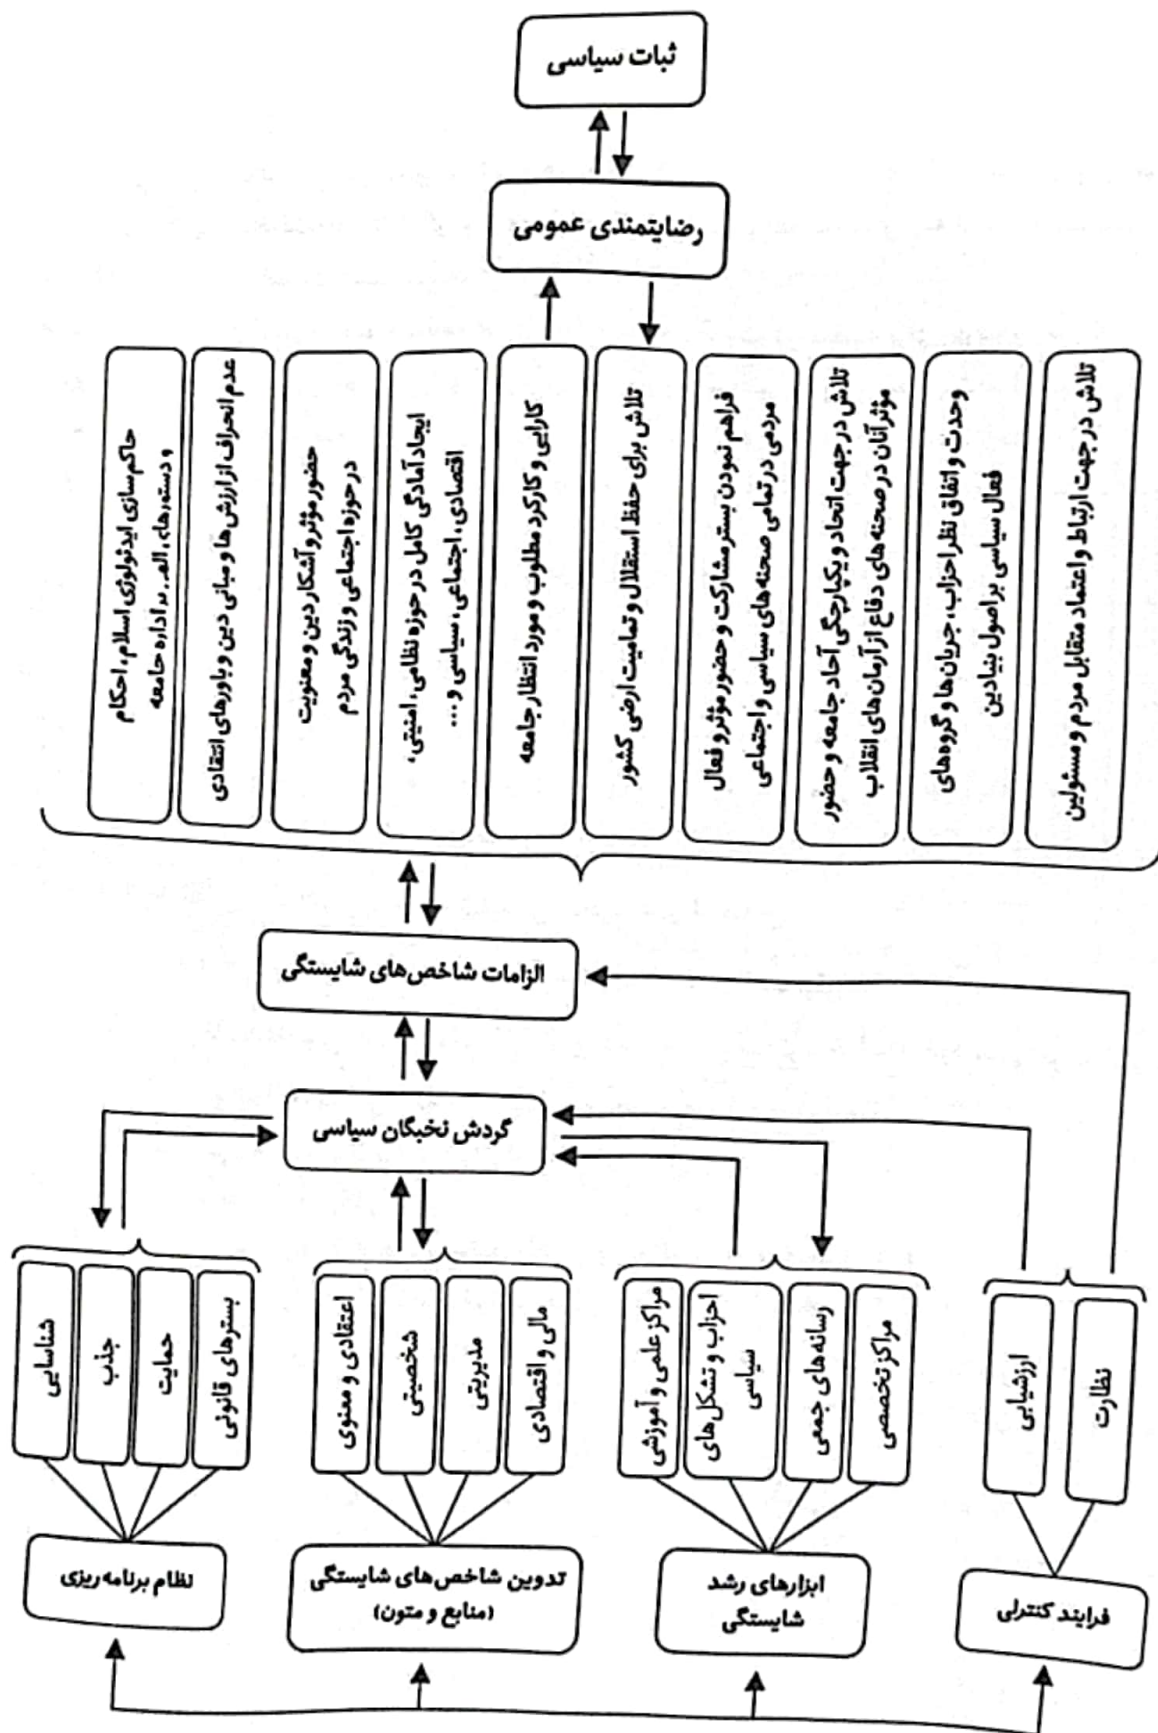 ثبات سیاسی
رضایتمندی عمومی
تلاش در جهت ارتباط و اعتماد متقابل مردم و مسئولین
وحدت و اتفاق نظر احزاب، جریان‌ها و گروه‌های
فعال سیاسی بر اصول بنیادین
تلاش در جهت اتحاد و یکپارچگی آحاد جامعه و حضور
مؤثر آنان در صحنه‌های دفاع از آرمان‌های انقلاب
فراهم نمودن بستر مشارکت و حضور مؤثر و فعال
مردمی در تمامی صحنه‌های سیاسی و اجتماعی
تلاش برای حفظ استقلال و تمامیت ارضی کشور
کارایی و کارکرد مطلوب و مورد انتظار جامعه
ایجاد آمادگی کامل در حوزه نظامی، امنیتی،
اقتصادی، اجتماعی، سیاسی و ...
حضور مؤثر و آشکار دین و معنویت
در حوزه اجتماعی و زندگی مردم
عدم انحراف از ارزش‌ها و مبانی دین و باورهای انتقادی
حاکم سازی ایدئولوژی اسلام، احکام
اداره جامعه
الزامات شاخص‌های شایستگی
گردش نخبگان سیاسی
نظارت
ارزشیابی
مراکز تخصصی
رسانه‌های جمعی
احزاب و تشکل‌های
سیاسی
مراکز علمی و آموزشی
مالی و اقتصادی
مدیریتی
شخصیتی
اعتقادی و معنوی
بسترهای قانونی
حمایت
جذب
شناسایی
فرایند کنترلی
ابزارهای رشد
شایستگی
تدوین شاخص‌های شایستگی
(منابع و متون)
نظام برنامه ریزی